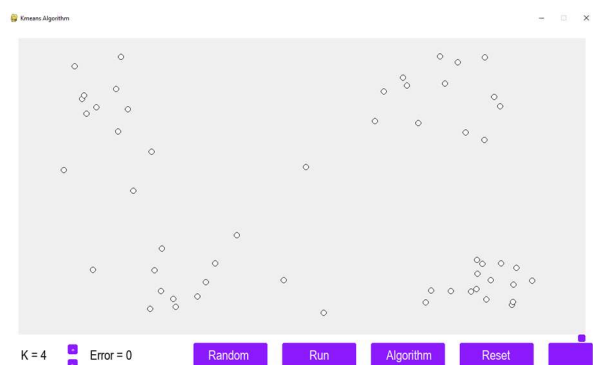 Kmeans Algorithm
K = 4
Error = 0
Random
Run
Algorithm
Reset